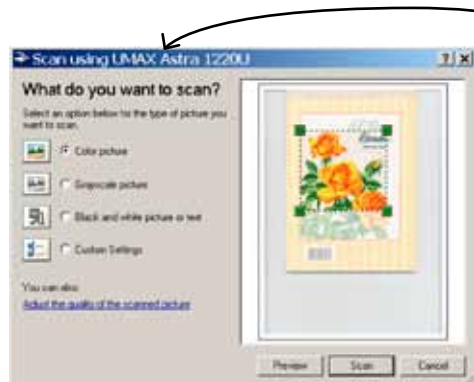 Scan using UMAX Astra 1220U
What do you want to scan?
Select an option below for the type of picture you
want to scan.
Color picture
Grayscale picture
Black and white picture or text
Custom Settings
You can also:
Adjust the quality of the scanned picture
Preview
Scan
Cancel